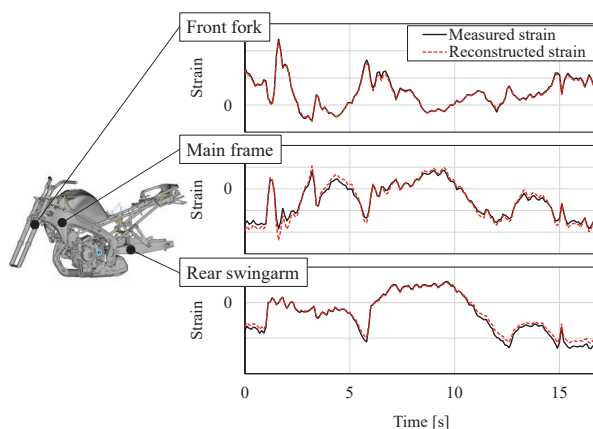 Front fork
Measured strain
Reconstructed strain
Strain
0
Main frame
Strain
0
Rear swingarm
Strain
0
0 5 10 15
Time [s]